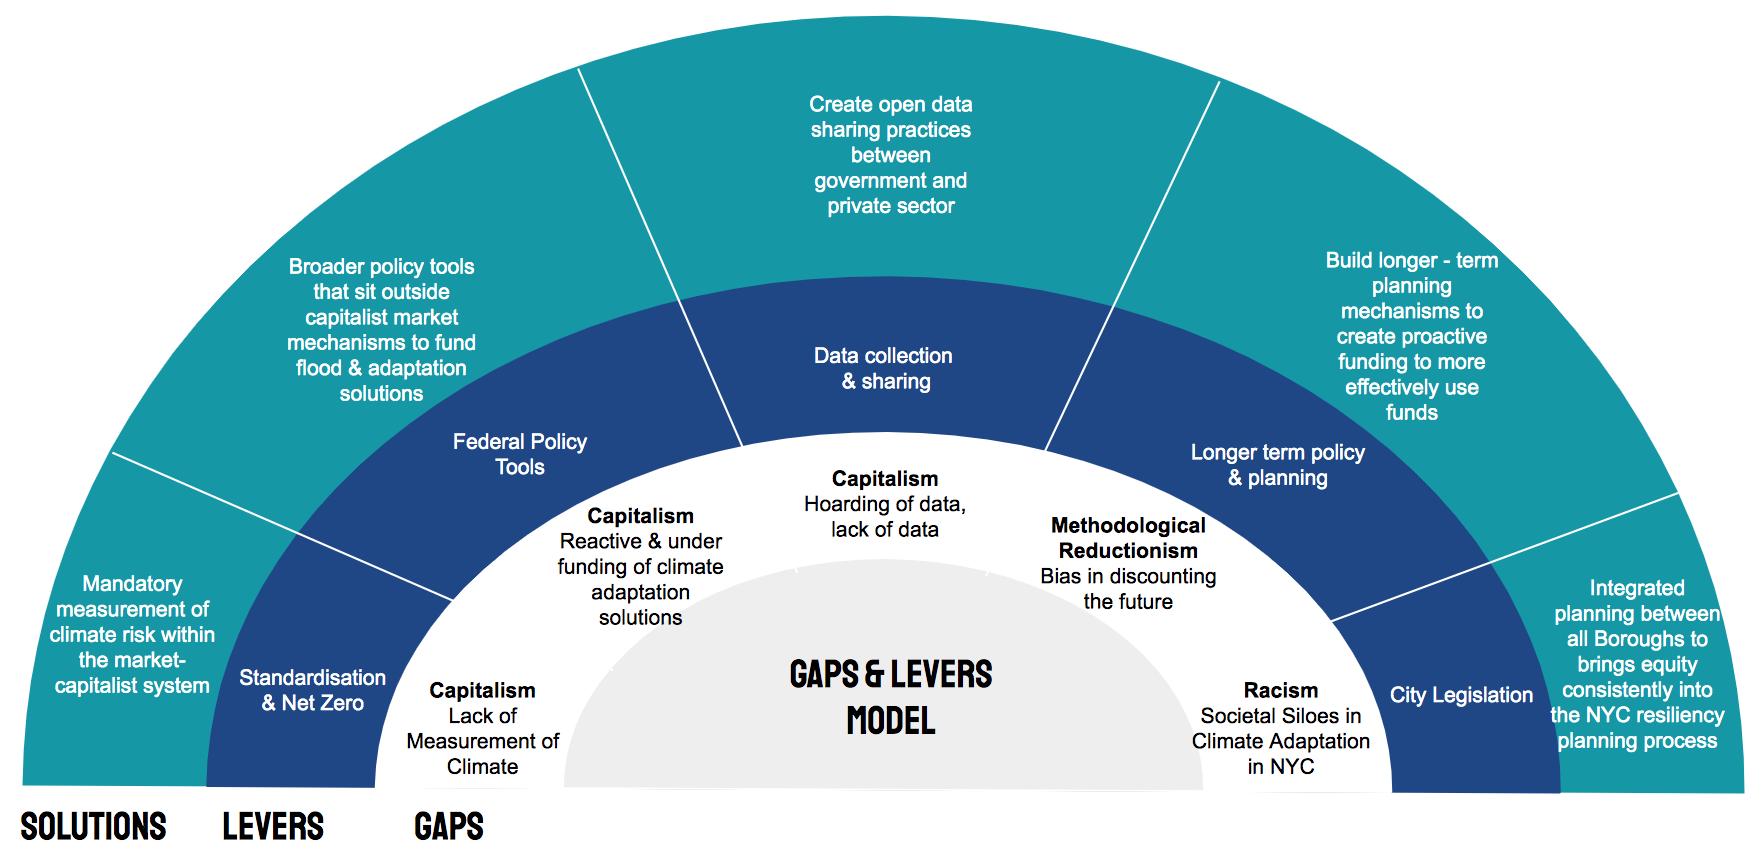 Create open data
sharing practices
between
government and
private sector
Broader policy tools
that sit outside
capitalist market
mechanisms to fund
flood & adaptation
solutions
Build longer - term
planning
mechanisms to
create proactive
funding to more
effectively use
funds
Mandatory
measurement of
climate risk within
the market-
capitalist system
Integrated
planning between
all Boroughs to
brings equity
consistently into
the NYC resiliency
planning process
Standardisation
& Net Zero
Federal Policy
Tools
Data collection
& sharing
Longer term policy
& planning
City Legislation
Capitalism
Lack of
Measurement of
Climate
Capitalism
Reactive & under
funding of climate
adaptation
solutions
Capitalism
Hoarding of data,
lack of data
Methodological
Reductionism
Bias in discounting
the future
Racism
Societal Siloes in
Climate Adaptation
in NYC
GAPS & LEVERS
MODEL
SOLUTIONS
LEVERS
GAPS